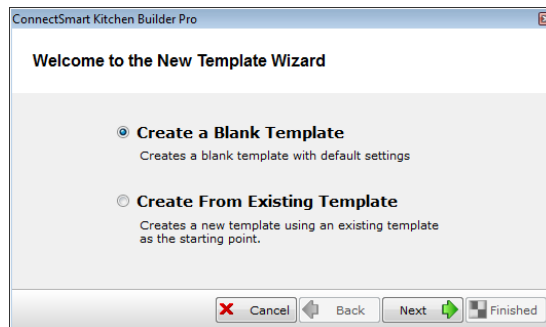 ConnectSmart Kitchen Builder Pro
Welcome to the New Template Wizard
Create a Blank Template
Creates a blank template with default settings
Create From Existing Template
Creates a new template using an existing template
as the starting point.
Cancel Back Next Finished